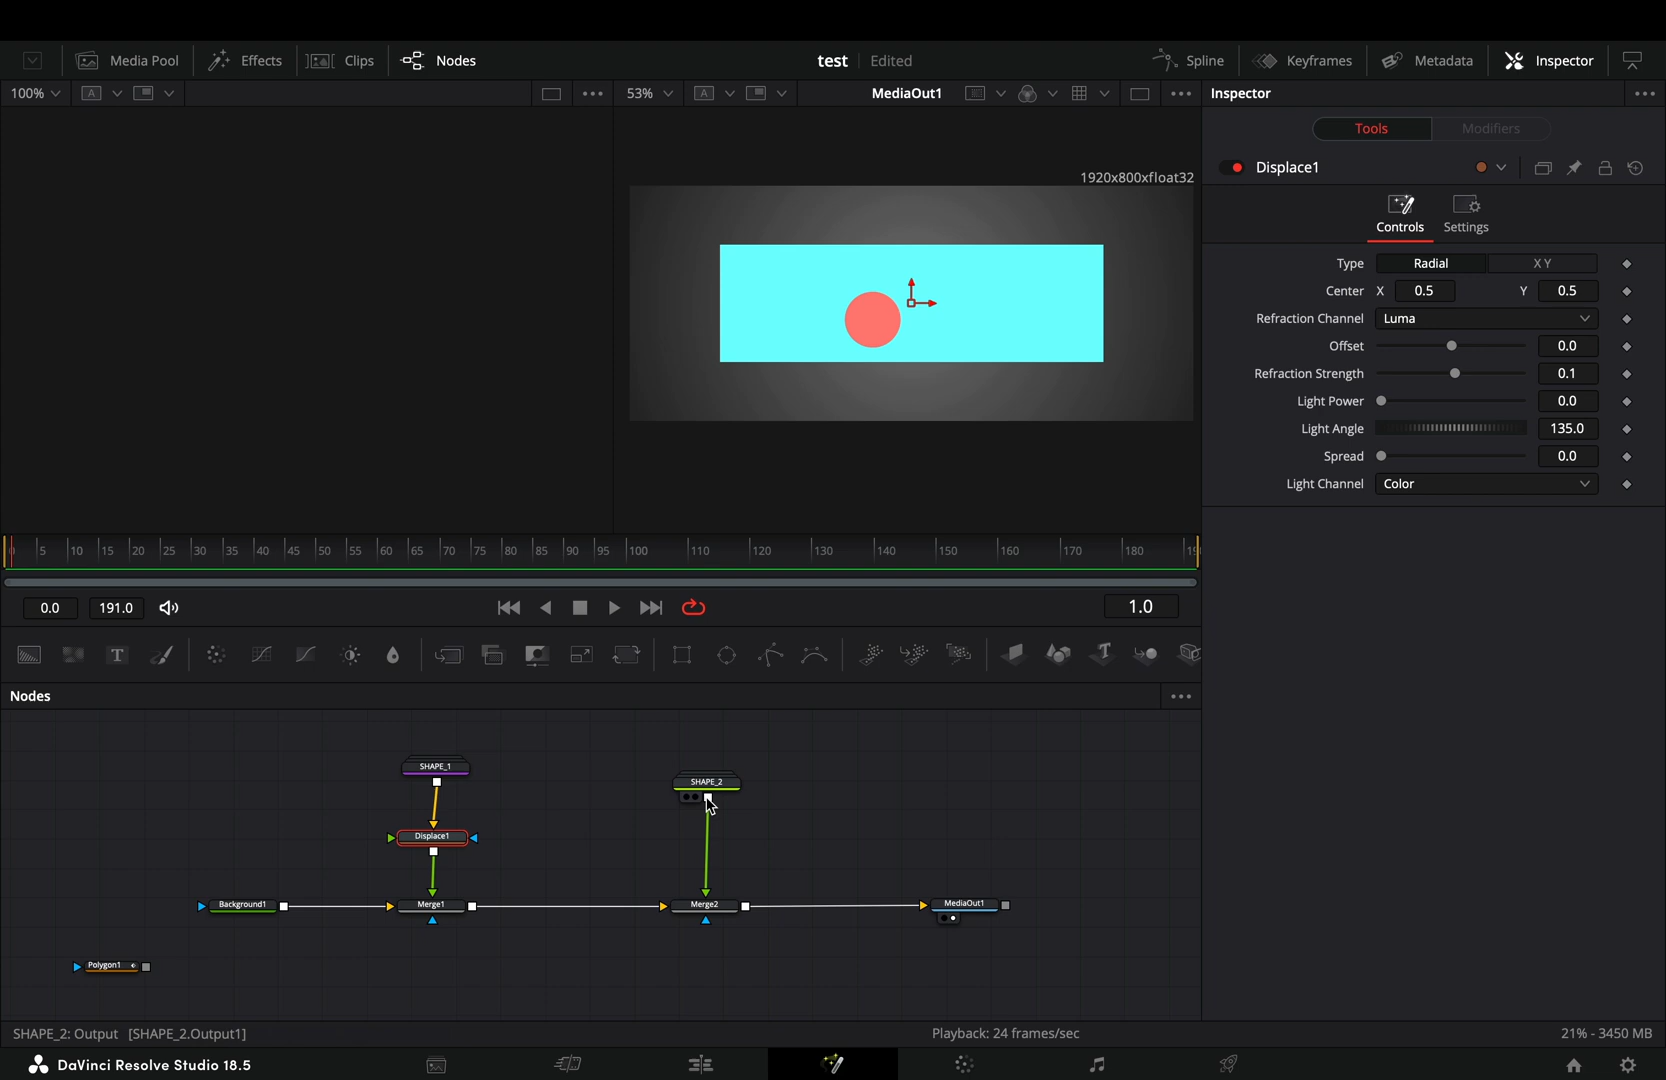 Media Pool Effects Clips Nodes test Edited Spline Keyframes Metadata Inspector
100% A 53% A MediaOut1 Inspector
Tools Modifiers
Displace1
1920x800xfloat32
Controls Settings
Type Radial X Y
Center X 0.5 Y 0.5
Refraction Channel Luma
Offset 0.0
Refraction Strength 0.1
Light Power 0.0
Light Angle 135.0
Spread 0.0
Light Channel Color
5 10 15 20 25 30 35 40 45 50 55 60 65 70 75 80 85 90 95 100 110 120 130 140 150 160 170 180
0.0 191.0 1.0
T T
Nodes
SHAPE_1
SHAPE_2
Displace1
Background1 Merge1 Merge2 MediaOut1
Polygon1
SHAPE_2: Output [SHAPE_2.Output1] Playback: 24 frames/sec 21% - 3450 MB
DaVinci Resolve Studio 18.5